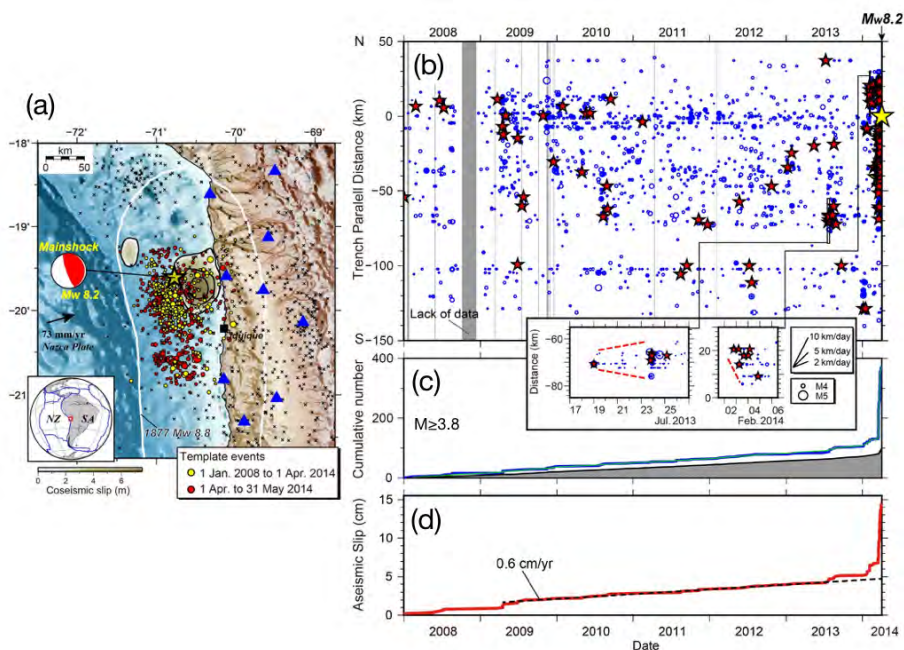 Mw8.2
2008 2009 2010 2011 2012 2013
(a)
km
0 50
-72° -71° -70° -69°
-18°
-19°
-20°
-21°
Mainshock
Mw 8.2
73 mm/yr
Nazca Plate
Iquique
1877 Mw 8.8
NZ SA
0 2 4 6
Coseismic slip (m)
Template events
1 Jan. 2008 to 1 Apr. 2014
1 Apr. to 31 May 2014
(b)
Trench Paralell Distance (km)
N 50
0
-50
-100
S -150
Lack of data
Distance (km)
-60
-80
17 19 21 23 25
Jul. 2013
20
0
02 04 06
Feb. 2014
10 km/day
5 km/day
2 km/day
M4
M5
(c)
Cumulative number
400
200
0
M≥3.8
(d)
Aseismic Slip (cm)
15
10
5
0
0.6 cm/yr
2008 2009 2010 2011 2012 2013 2014
Date